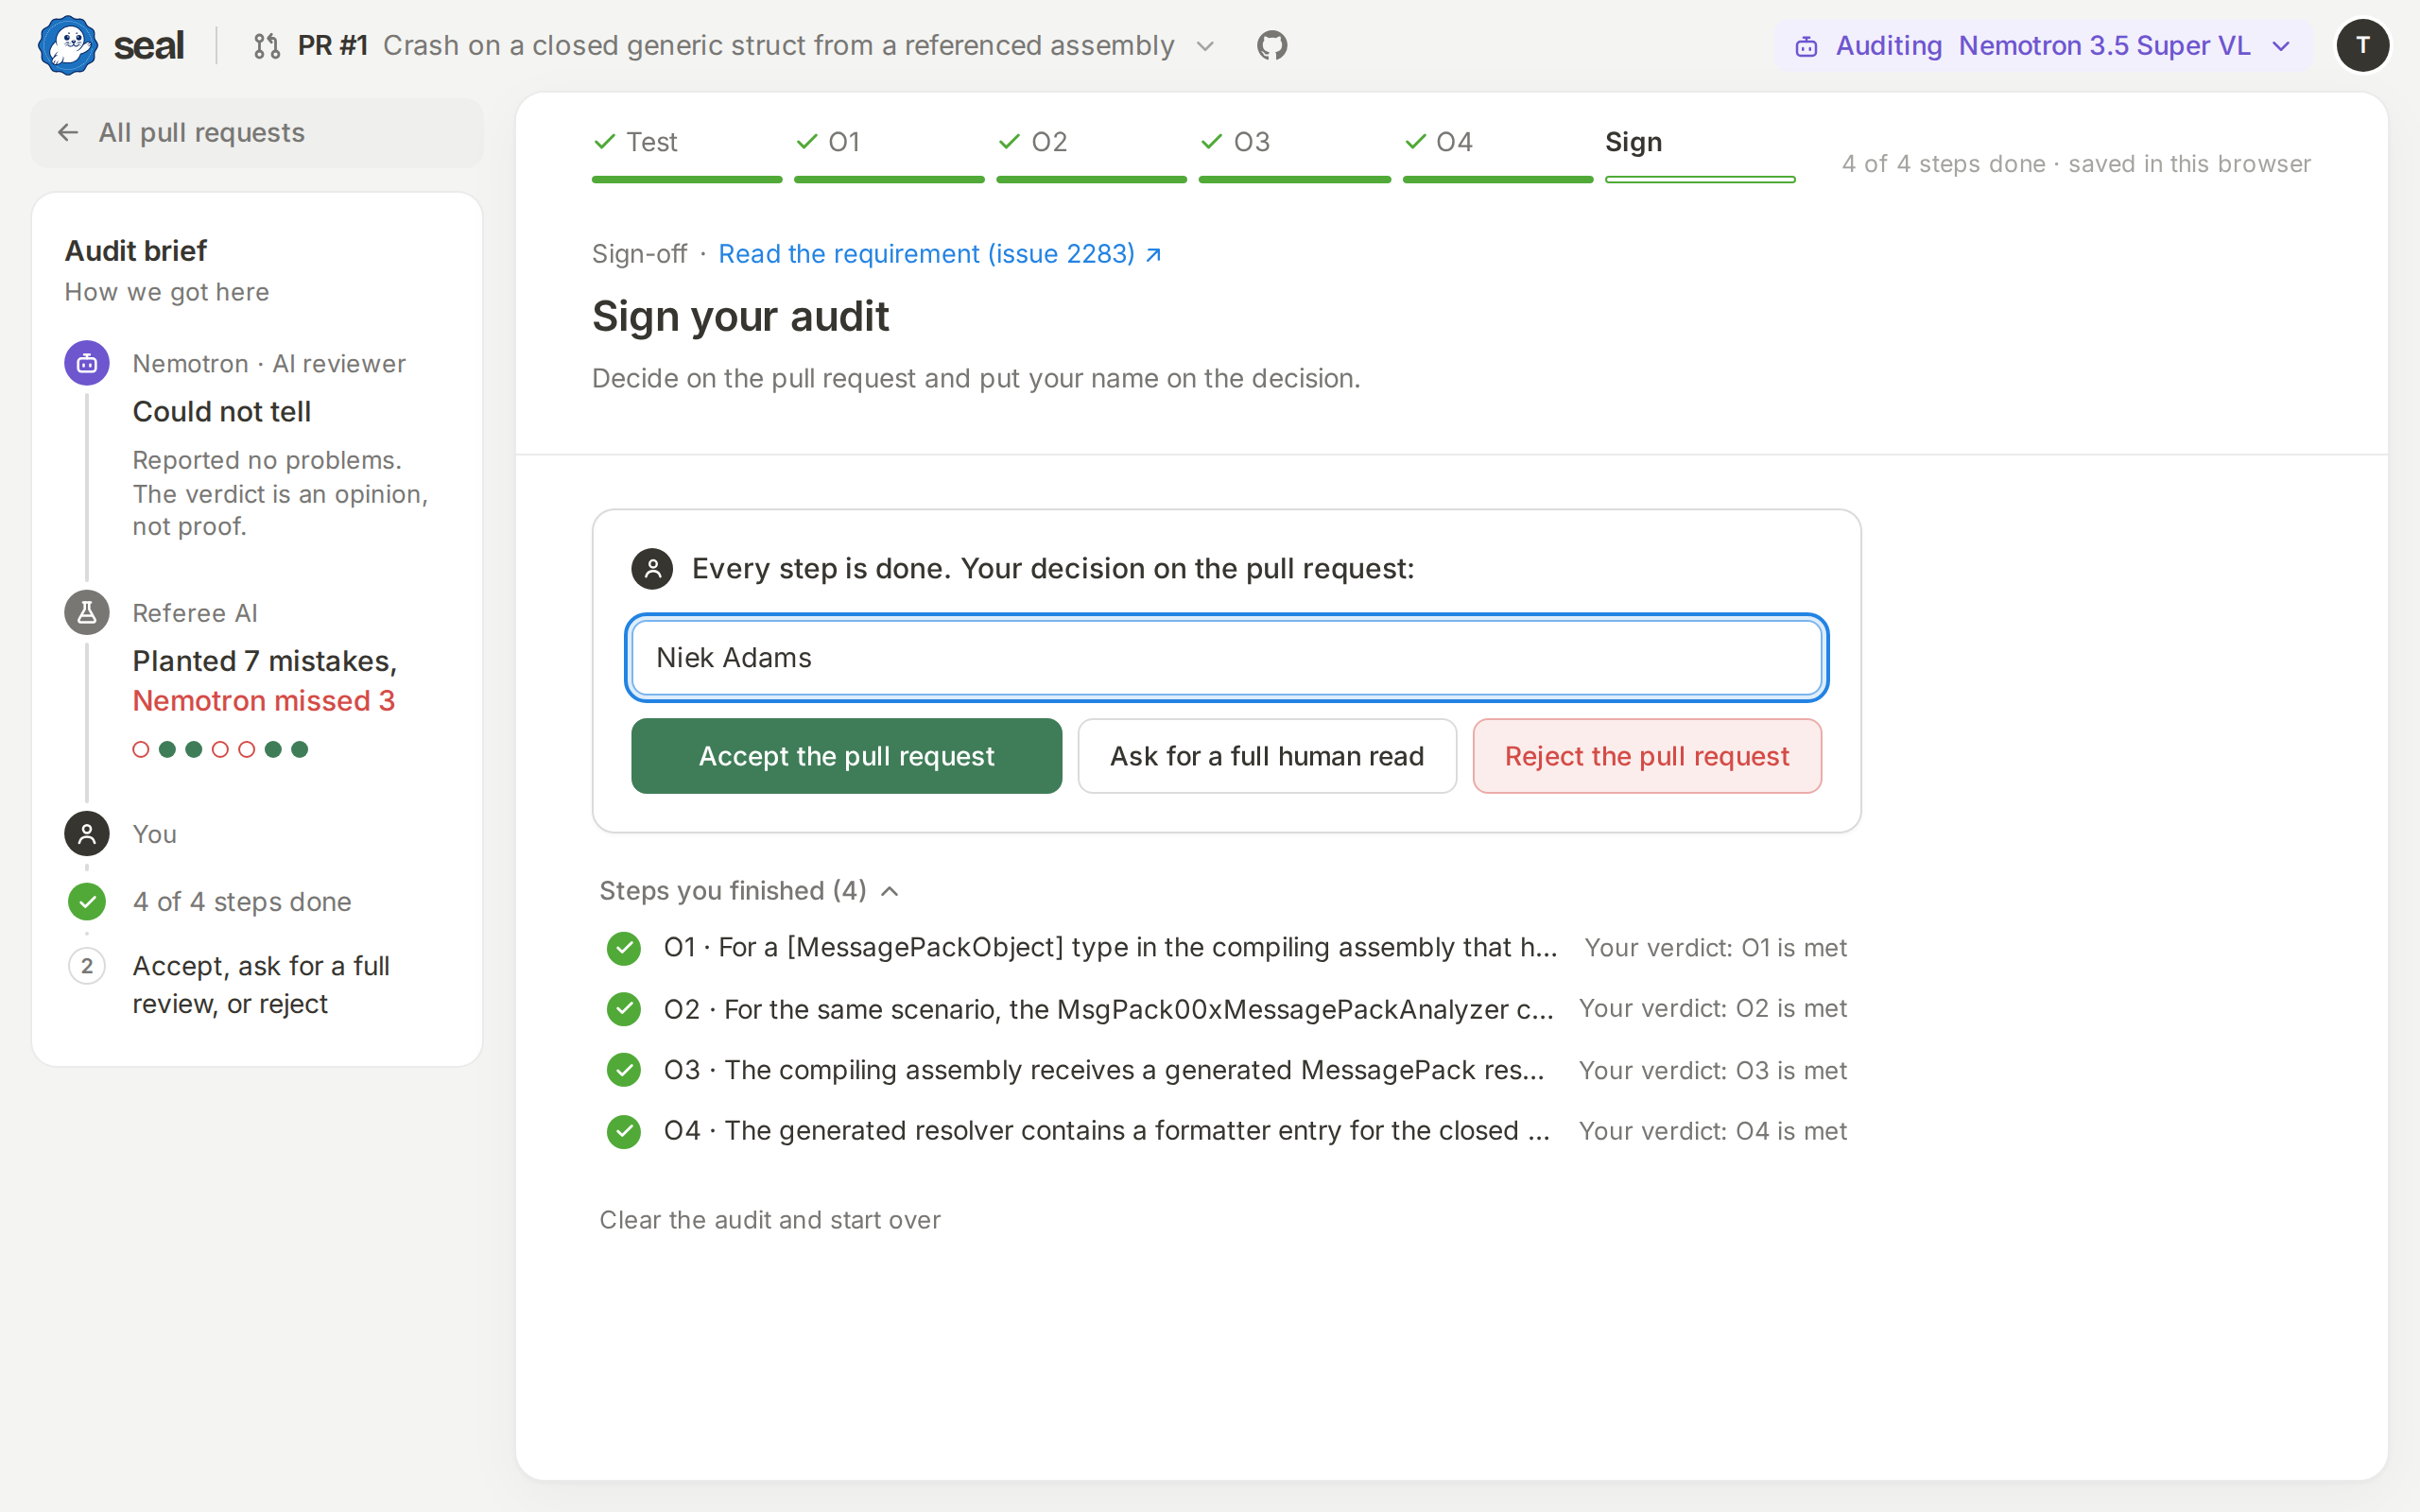 seal
PR #1 Crash on a closed generic struct from a referenced assembly
Auditing Nemotron 3.5 Super VL
T
All pull requests
Audit brief
How we got here
Nemotron · AI reviewer
Could not tell
Reported no problems.
The verdict is an opinion,
not proof.
Referee AI
Planted 7 mistakes,
Nemotron missed 3
You
4 of 4 steps done
2
Accept, ask for a full
review, or reject
Test
O1
O2
O3
O4
Sign
4 of 4 steps done · saved in this browser
Sign-off · Read the requirement (issue 2283)
Sign your audit
Decide on the pull request and put your name on the decision.
Every step is done. Your decision on the pull request:
Niek Adams
Accept the pull request
Ask for a full human read
Reject the pull request
Steps you finished (4)
O1 · For a [MessagePackObject] type in the compiling assembly that h... Your verdict: O1 is met
O2 · For the same scenario, the MsgPack00xMessagePackAnalyzer c... Your verdict: O2 is met
O3 · The compiling assembly receives a generated MessagePack res... Your verdict: O3 is met
O4 · The generated resolver contains a formatter entry for the closed ... Your verdict: O4 is met
Clear the audit and start over